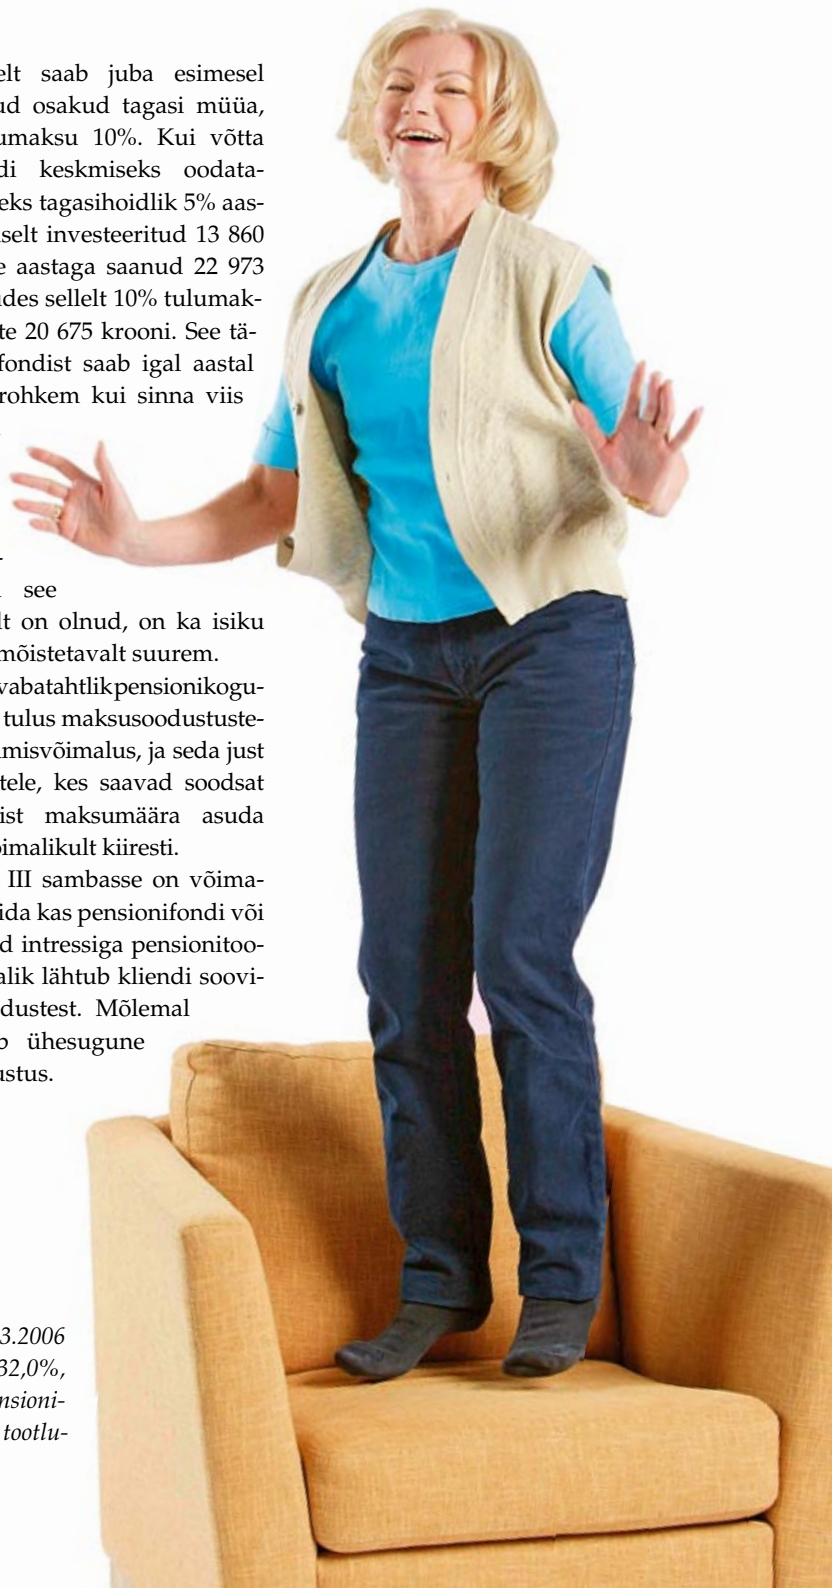 elt saab juba esimesel
ud osakud tagasi müüa,
umaksu 10%. Kui võtta
di keskmiseks oodata-
eks tagasihoidlik 5% aas-
selt investeeritud 13 860
e aastaga saanud 22 973
des sellelt 10% tulumak-
te 20 675 krooni. See tä-
fondist saab igal aastal
rohkem kui sinna viis
-
see
lt on olnud, on ka isiku
mõistetavalt suurem.
vabatahtlik pensionikogu-
tulus maksusoodustuste-
misvõimalus, ja seda just
tele, kes saavad soodsat
ist maksumäära asuda
oimalikult kiiresti.
III sambasse on võima-
ida kas pensionifondi või
d intressiga pensionitoo-
alik lähtub kliendi soovi-
dustest. Mõlemal
ühesugune
ustus.
3.2006
32,0%,
nsioni-
tootlu-